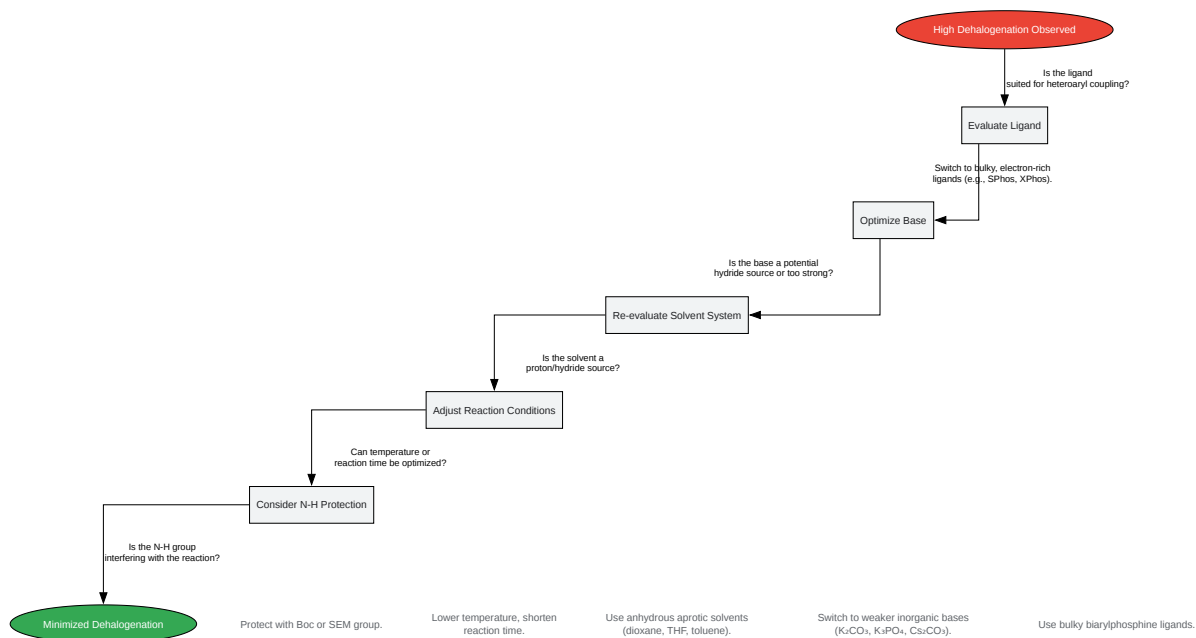 High Dehalogenation Observed
Is the ligand
suited for heteroaryl coupling?
Evaluate Ligand
Switch to bulky, electron-rich
ligands (e.g., SPhos, XPhos).
Optimize Base
Is the base a potential
hydride source or too strong?
Re-evaluate Solvent System
Is the solvent a
proton/hydride source?
Adjust Reaction Conditions
Can temperature or
reaction time be optimized?
Consider N-H Protection
Is the N-H group
interfering with the reaction?
Minimized Dehalogenation
Protect with Boc or SEM group.
Lower temperature, shorten
reaction time.
Use anhydrous aprotic solvents
(dioxane, THF, toluene).
Switch to weaker inorganic bases
(K₂CO₃, K₃PO₄, Cs₂CO₃).
Use bulky biarylphosphine ligands.